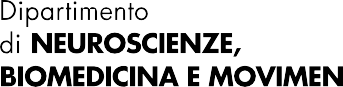 Dipartimento
di NEUROSCIENZE,
BIOMEDICINA E MOVIMEN